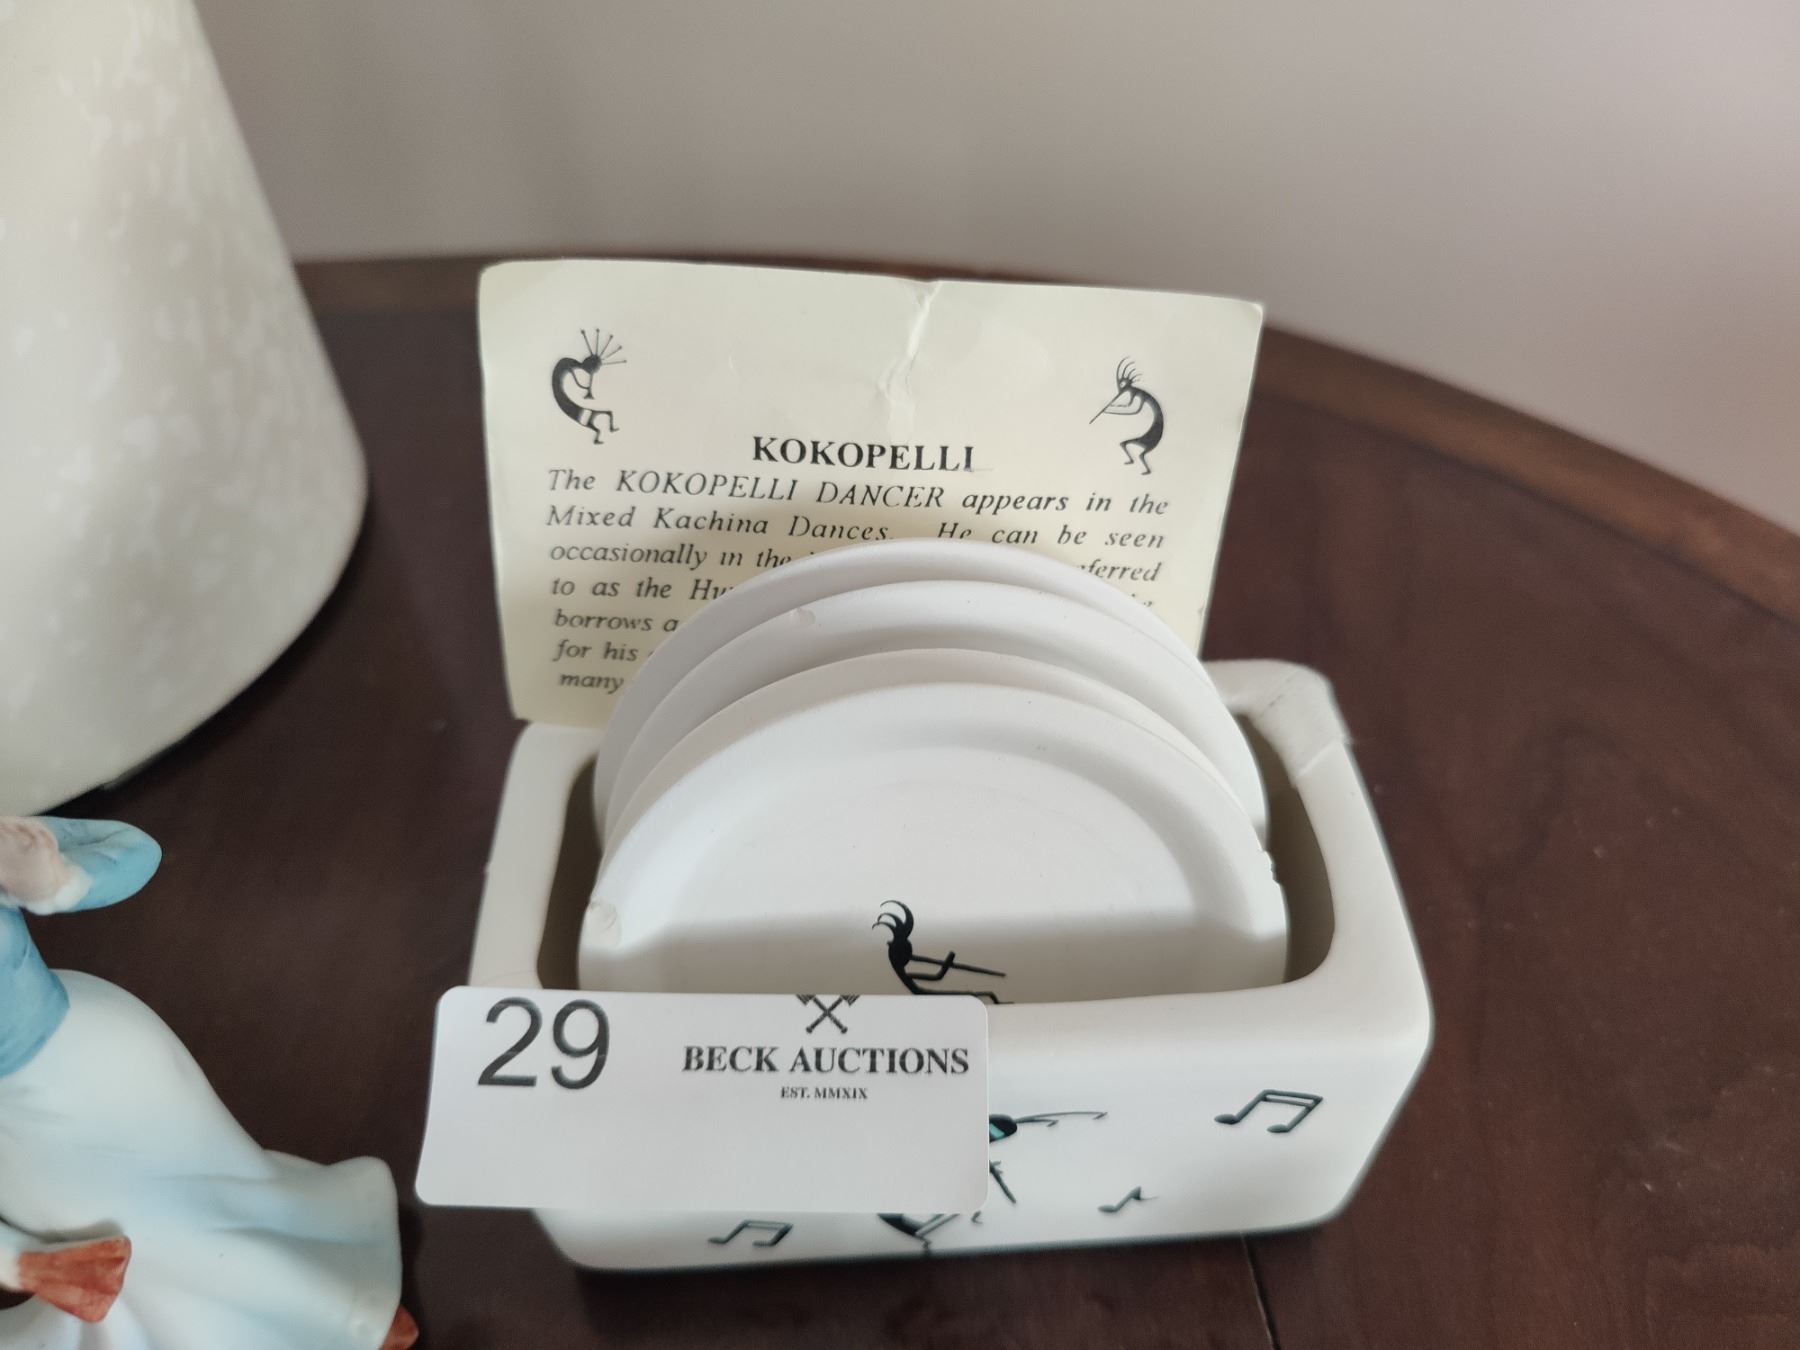 KOKOPELLI
The KOKOPELLI DANCER appears in the
Mixed Kachina Dances. He can be seen
occasionally in the
to as the
borrows a
for his
many
29
BECK AUCTIONS
EST. MMXIX